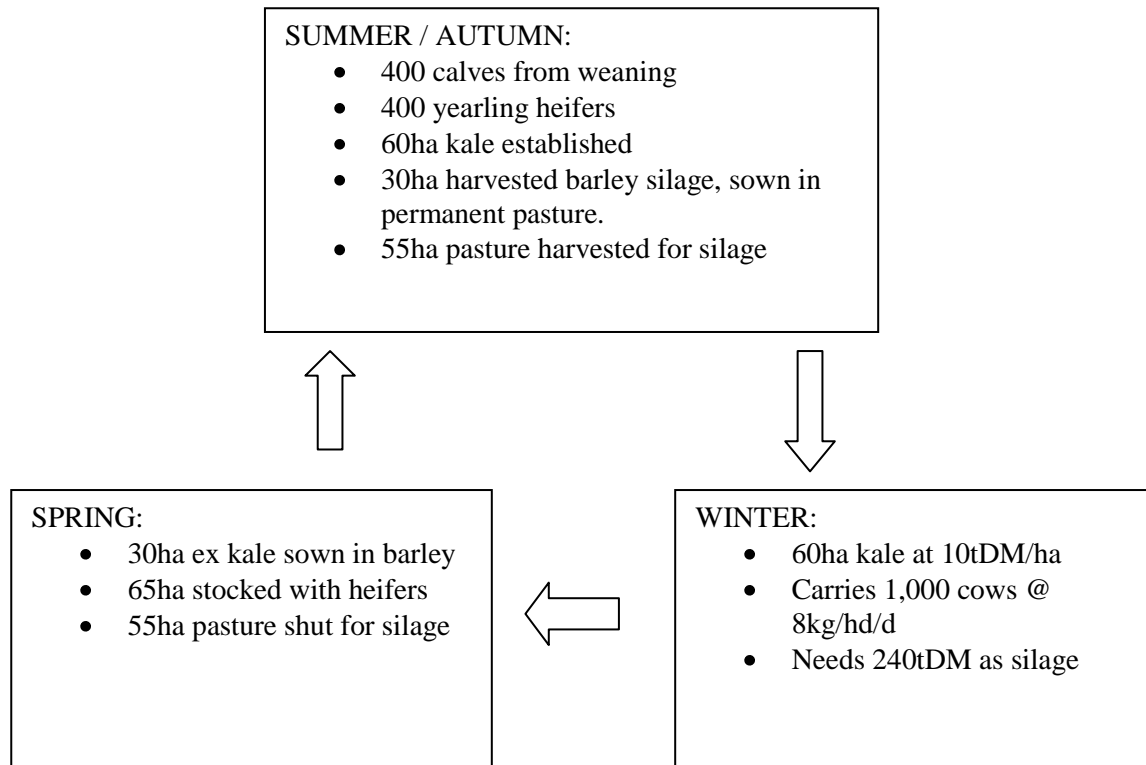 SUMMER / AUTUMN:
• 400 calves from weaning
• 400 yearling heifers
• 60ha kale established
• 30ha harvested barley silage, sown in
permanent pasture.
• 55ha pasture harvested for silage
SPRING:
• 30ha ex kale sown in barley
• 65ha stocked with heifers
• 55ha pasture shut for silage
WINTER:
• 60ha kale at 10tDM/ha
• Carries 1,000 cows @
8kg/hd/d
• Needs 240tDM as silage